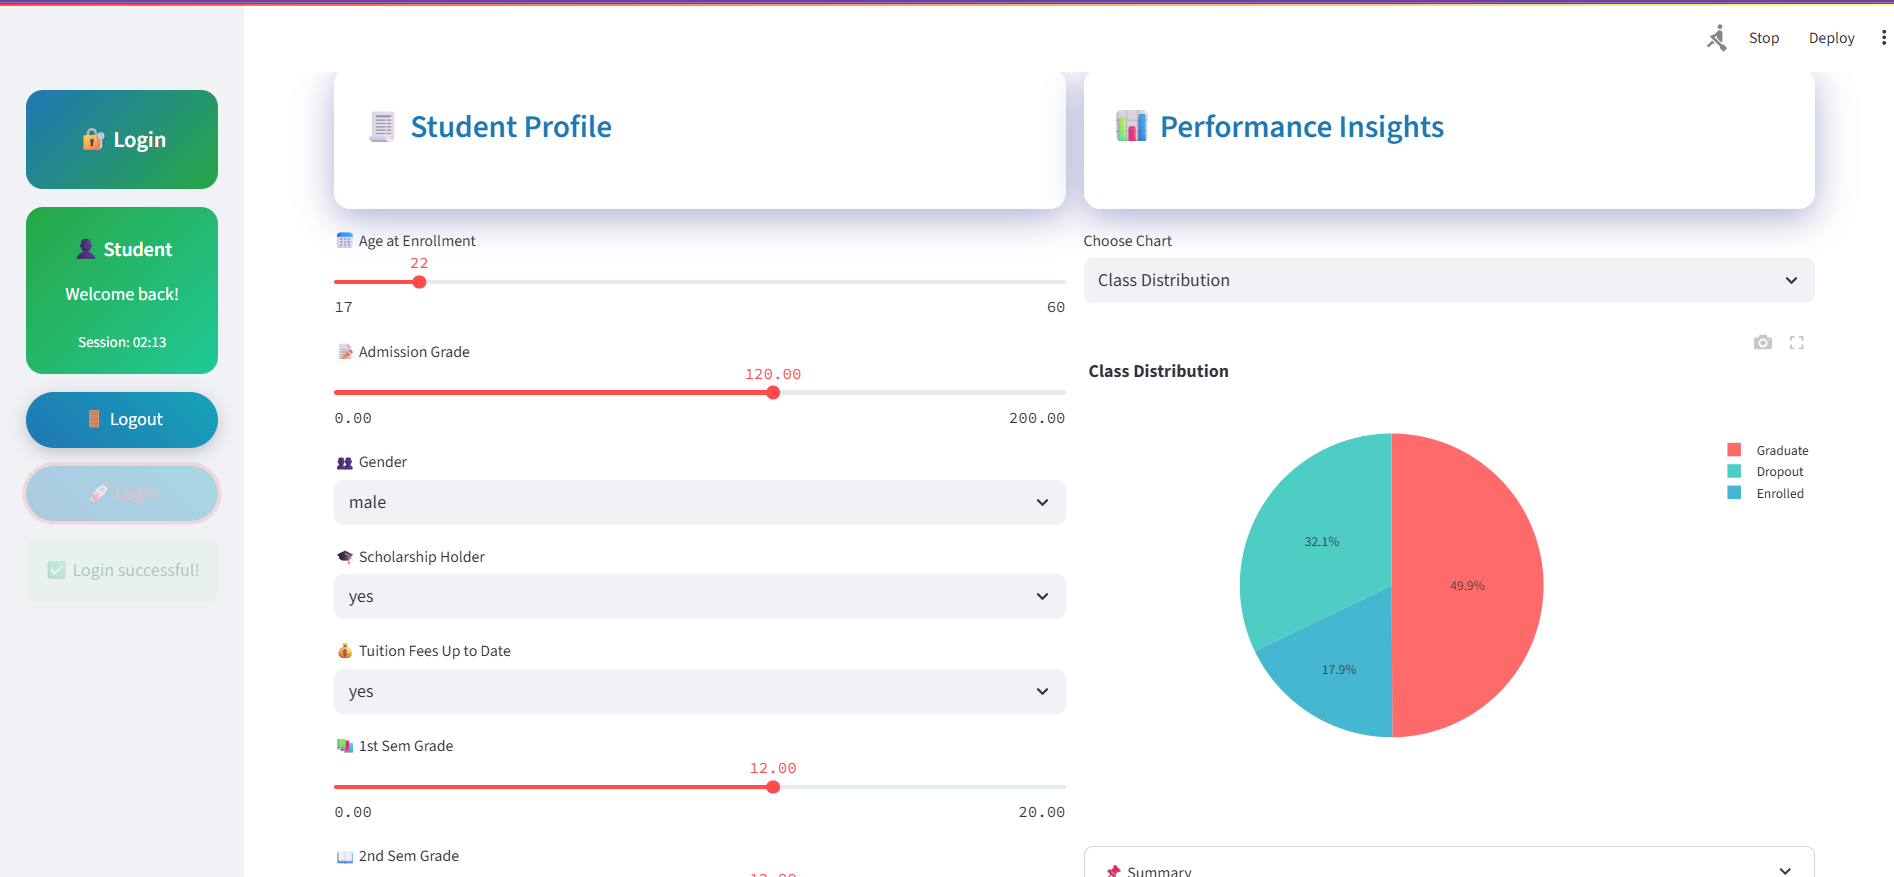 Stop
Deploy
Login
Student
Welcome back!
Session: 02:13
Logout
Login
Login successful!
Student Profile
Age at Enrollment
22
17
60
Admission Grade
120.00
0.00
200.00
Gender
male
Scholarship Holder
yes
Tuition Fees Up to Date
yes
1st Sem Grade
12.00
0.00
20.00
2nd Sem Grade
Performance Insights
Choose Chart
Class Distribution
Class Distribution
Graduate
Dropout
Enrolled
32.1%
49.9%
17.9%
Summary